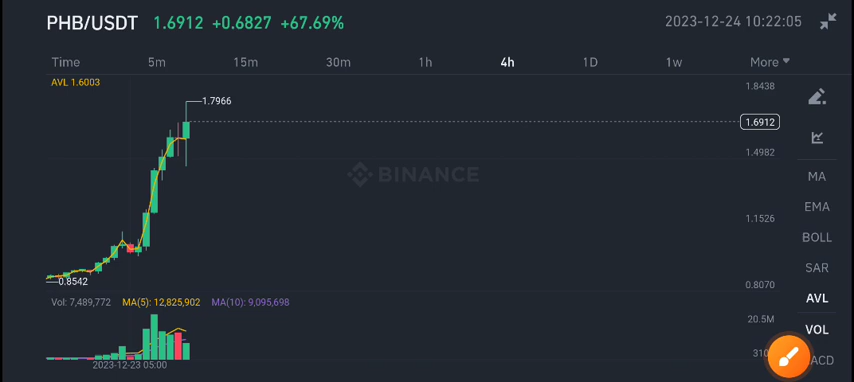 PHB/USDT 1.6912 +0.6827 +67.69% 2023-12-24 10:22:05
Time 5m 15m 30m 1h 4h 1D 1w More
AVL 1.6003
1.8438
1.7966
1.6912
1.4982
BINANCE
MA
EMA
1.1526
BOLL
SAR
0.8542
0.8070
AVL
Vol: 7,489,772 MA(5): 12,825,902 MA(10): 9,095,698
20.5M
VOL
310
2023-12-23 05:00